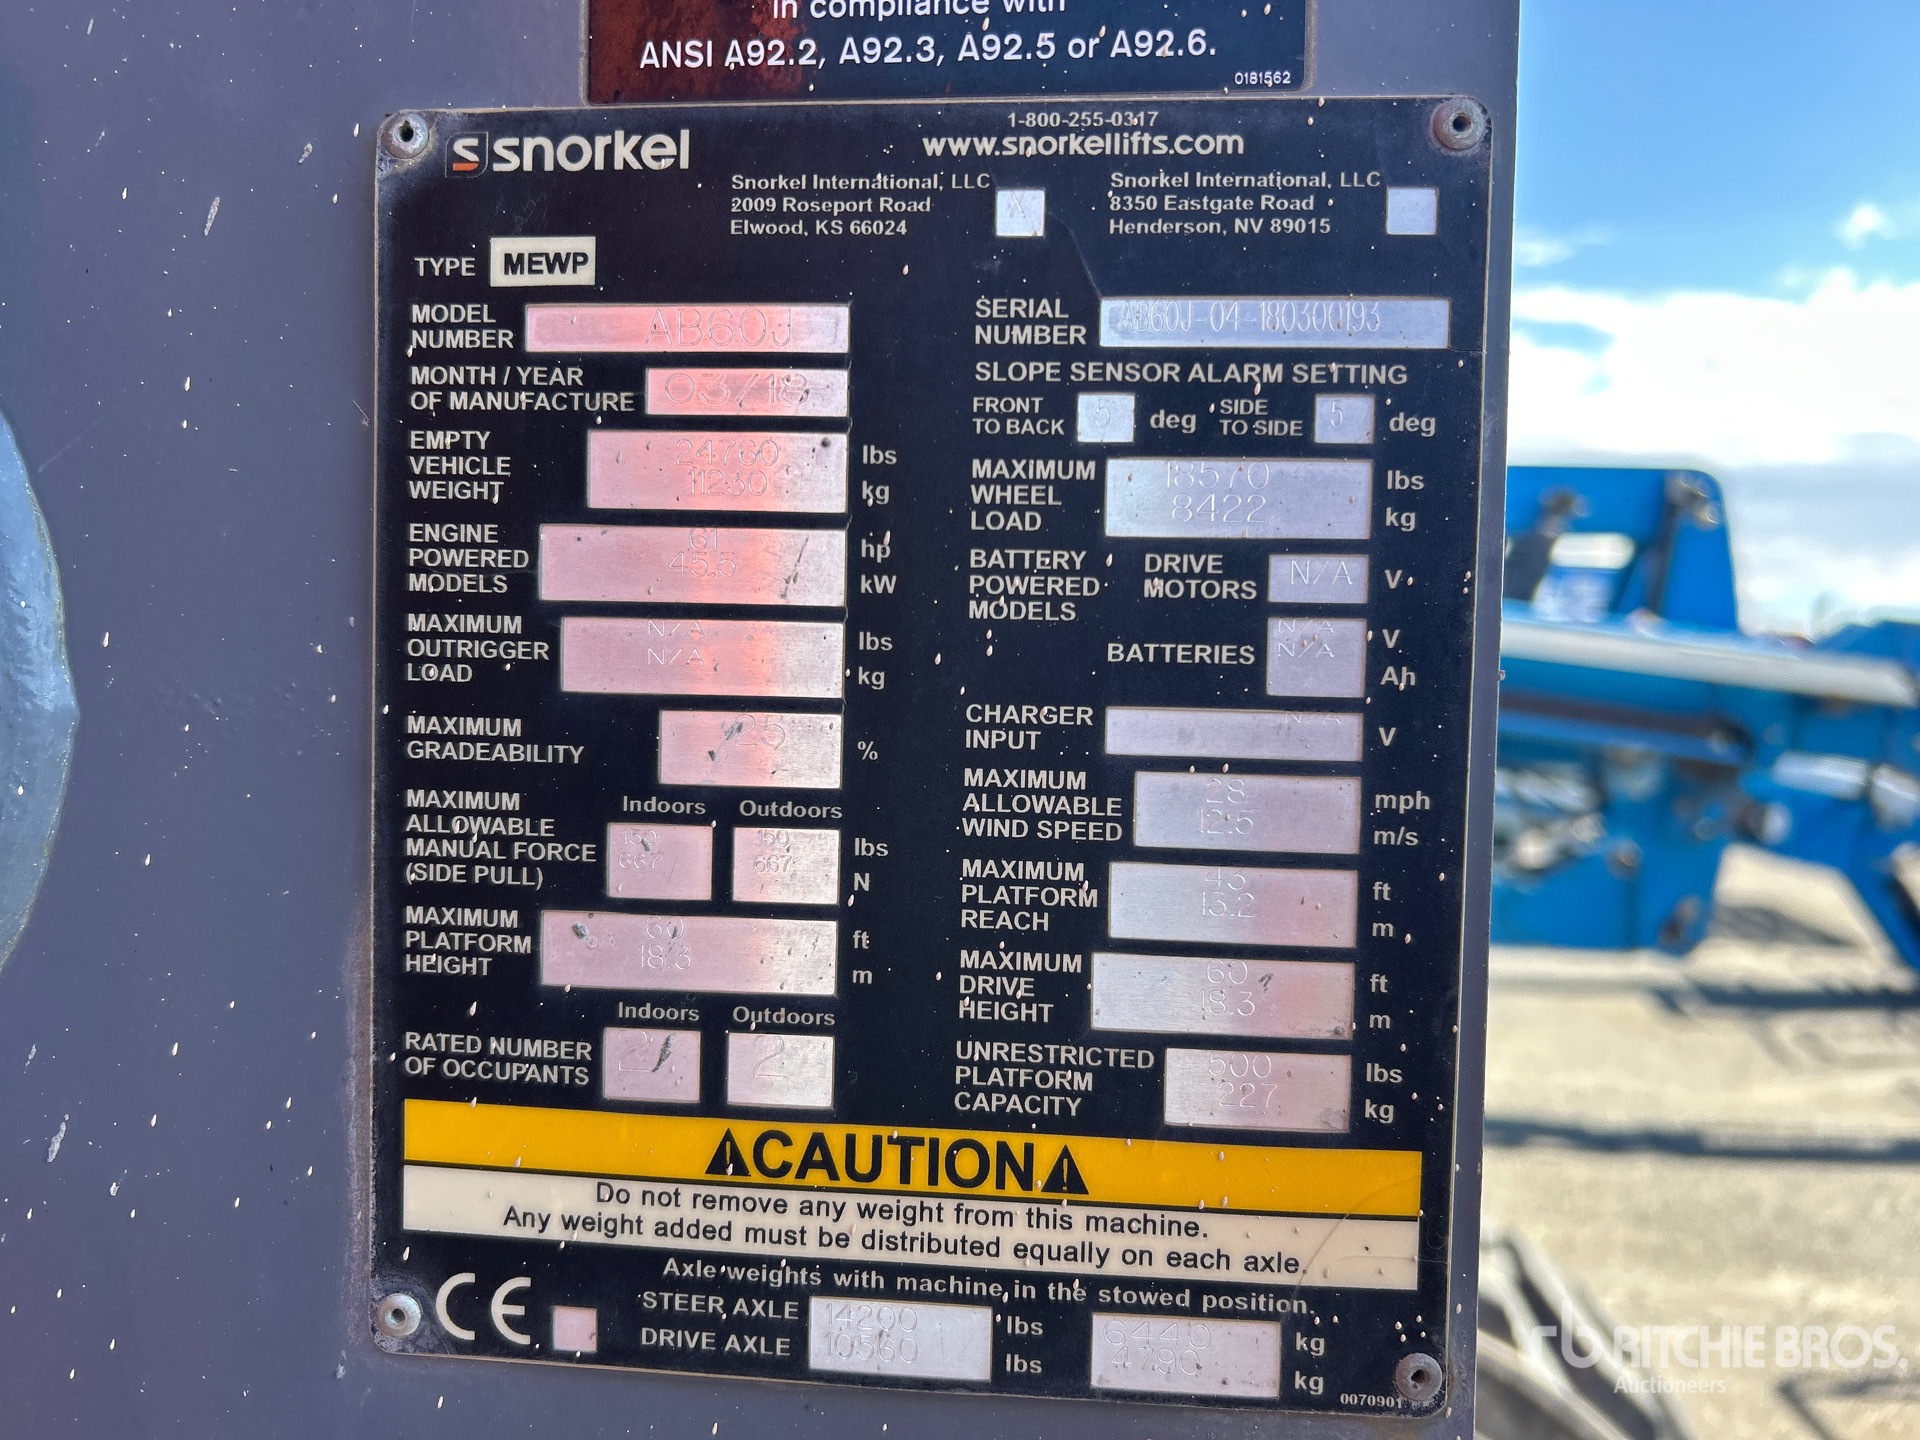 in compliance with
ANSI A92.2, A92.3, A92.5 or A92.6.
0181562
snorkel
1-800-255-0317
www.snorkellifts.com
Snorkel International, LLC
2009 Roseport Road
Elwood, KS 66024
X
Snorkel International, LLC
8350 Eastgate Road
Henderson, NV 89015
TYPE MEWP
MODEL
NUMBER
AB60J
SERIAL
NUMBER
AB60J-04-180300193
MONTH / YEAR
OF MANUFACTURE
03/18
SLOPE SENSOR ALARM SETTING
FRONT
TO BACK
5 deg
SIDE
TO SIDE
5 deg
EMPTY
VEHICLE
WEIGHT
24760 lbs
11230 kg
MAXIMUM
WHEEL
LOAD
18570 lbs
8422 kg
ENGINE
POWERED
MODELS
61 hp
45.5 kW
BATTERY
POWERED
MODELS
DRIVE
MOTORS
N/A V
BATTERIES
N/A V
N/A Ah
MAXIMUM
OUTRIGGER
LOAD
N/A lbs
N/A kg
CHARGER
INPUT
N/A V
MAXIMUM
GRADEABILITY
25 %
MAXIMUM
ALLOWABLE
WIND SPEED
28 mph
12.5 m/s
MAXIMUM
ALLOWABLE
MANUAL FORCE
(SIDE PULL)
Indoors Outdoors
150 150 lbs
667 667 N
MAXIMUM
PLATFORM
REACH
43 ft
13.2 m
MAXIMUM
PLATFORM
HEIGHT
60 ft
18.3 m
MAXIMUM
DRIVE
HEIGHT
60 ft
18.3 m
RATED NUMBER
OF OCCUPANTS
Indoors Outdoors
2 2
UNRESTRICTED
PLATFORM
CAPACITY
500 lbs
227 kg
CAUTION
Do not remove any weight from this machine.
Any weight added must be distributed equally on each axle.
Axle weights with machine in the stowed position.
CE
STEER AXLE 14200 lbs 6440 kg
DRIVE AXLE 10560 lbs 4790 kg
0070901
rb RITCHIE BROS.
Auctioneers